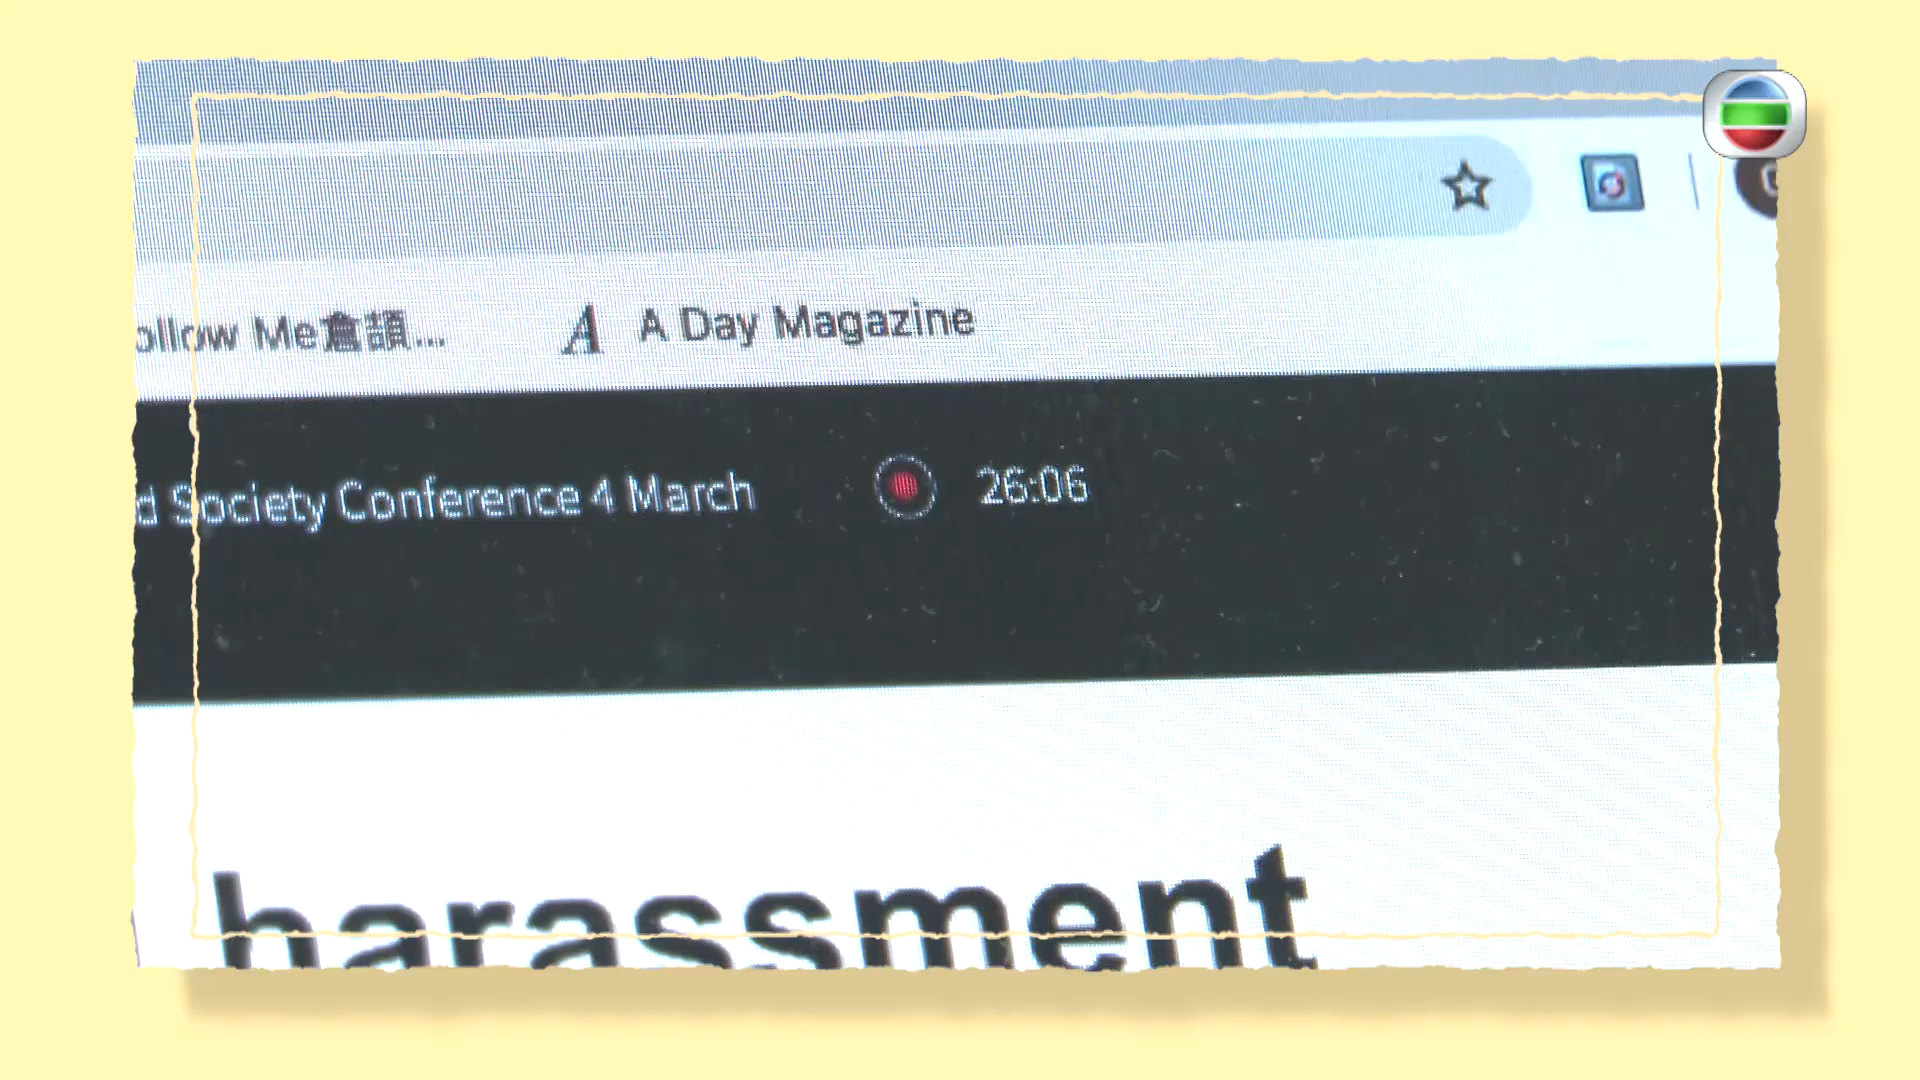 ollow Me倉頡...
A Day Magazine
d Society Conference 4 March
26:06
harassment